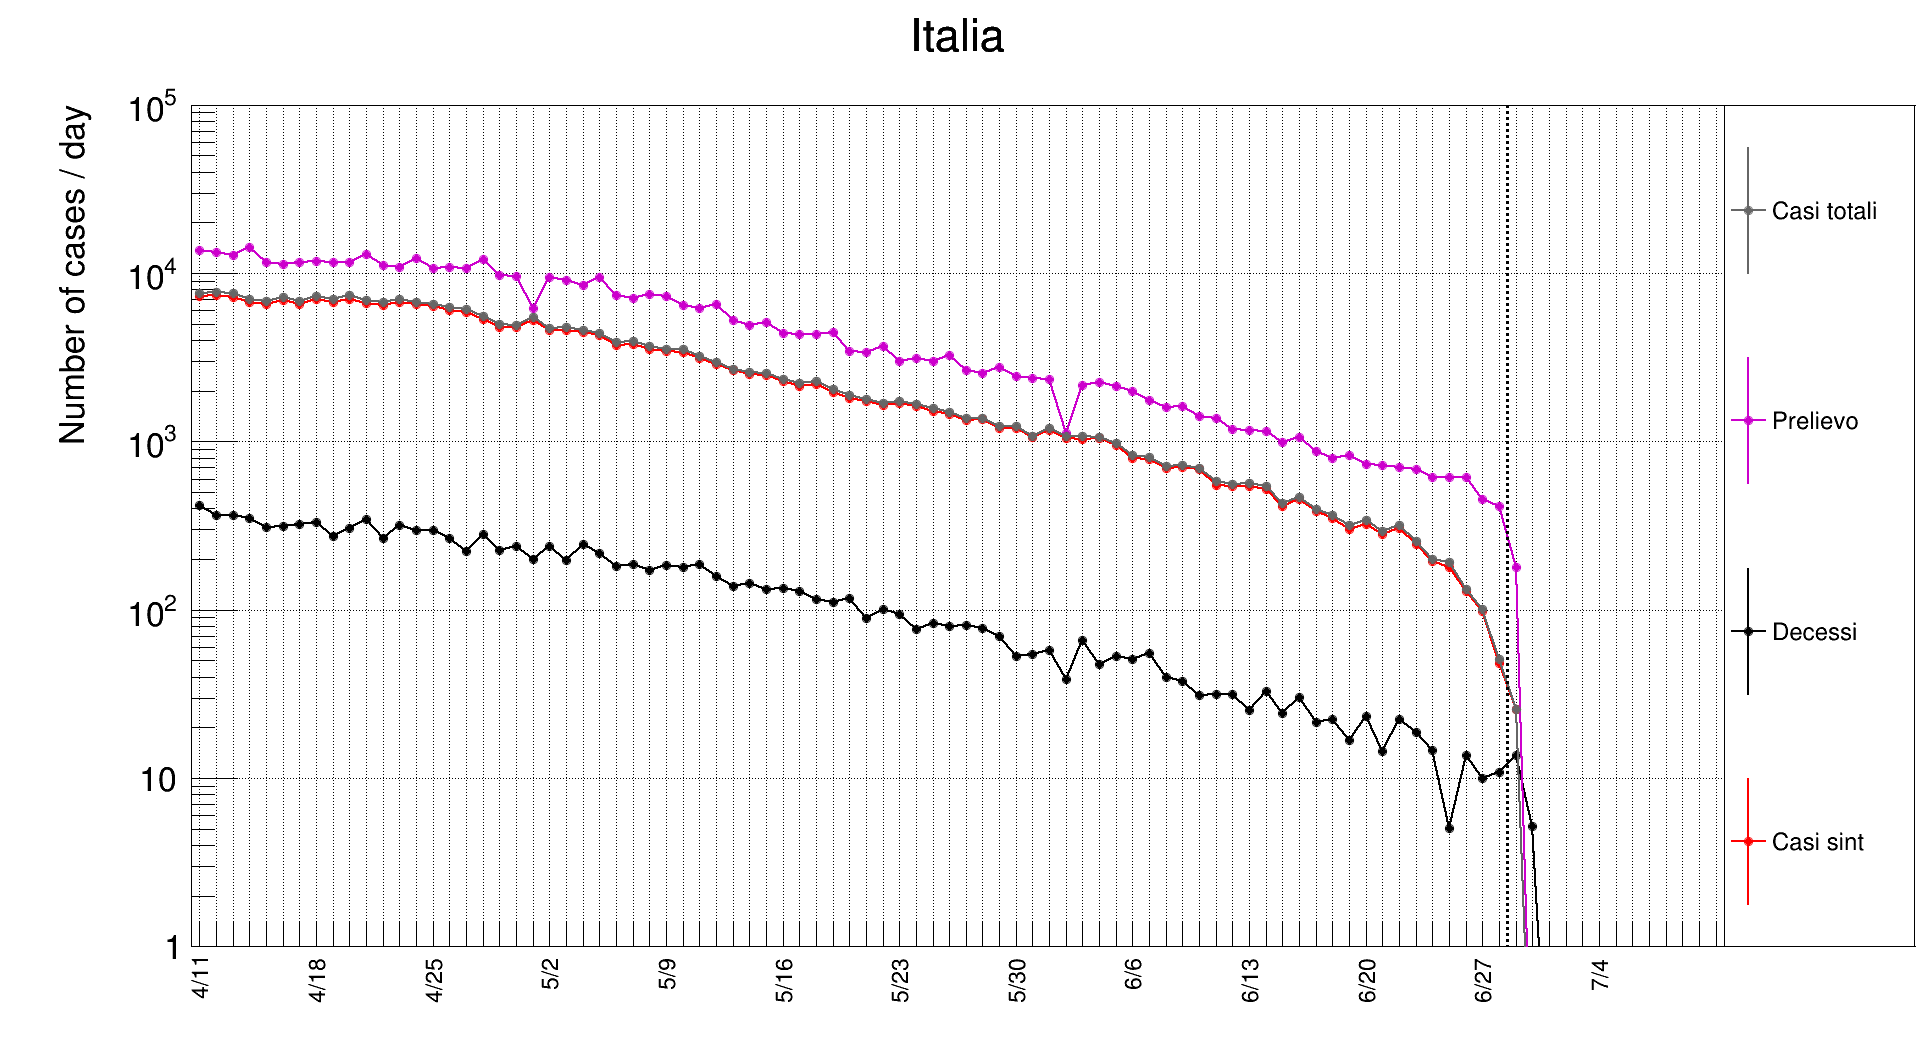 Italia
Number of cases / day
10^5
10^4
10^3
10^2
10
1
4/11 4/18 4/25 5/2 5/9 5/16 5/23 5/30 6/6 6/13 6/20 6/27 7/4
Casi totali
Prelievo
Decessi
Casi sint